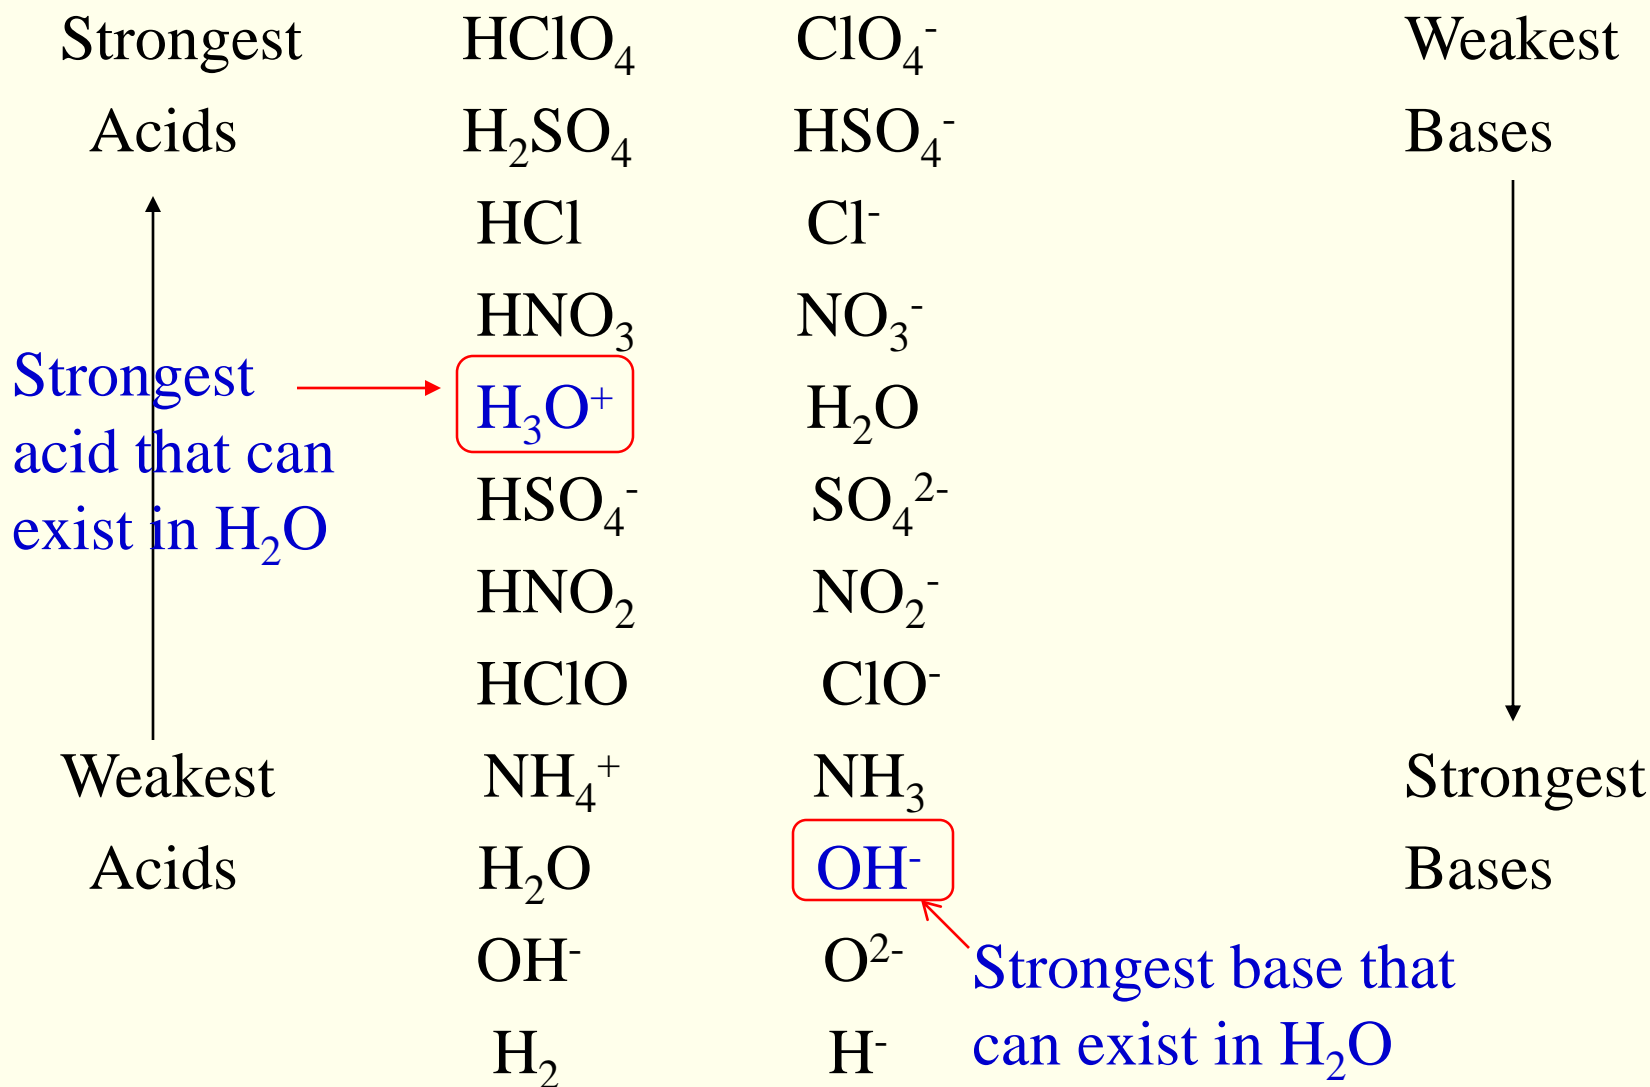 Strongest HClO₄ ClO₄⁻ Weakest
Acids H₂SO₄ HSO₄⁻ Bases
HCl Cl⁻
HNO₃ NO₃⁻
Strongest
acid that can
exist in H₂O
H₃O⁺ H₂O
HSO₄⁻ SO₄²⁻
HNO₂ NO₂⁻
HClO ClO⁻
Weakest NH₄⁺ NH₃ Strongest
Acids H₂O OH⁻ Bases
OH⁻ O²⁻
Strongest base that
can exist in H₂O
H₂ H⁻